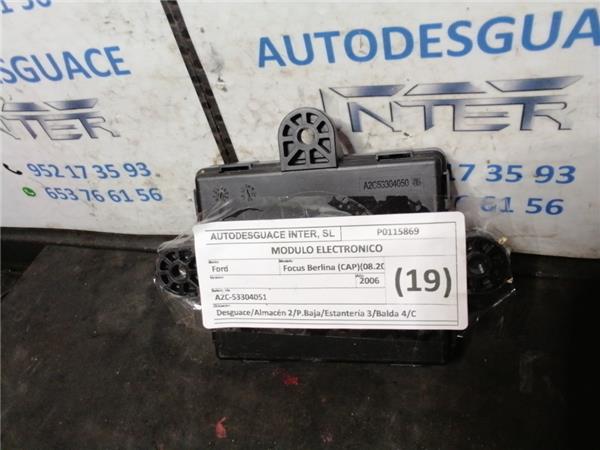 AUTODESGUACE
SGUACE
INTER
NTER
952 17 35 93
653 76 61 56
2 17 35 93
61 56
A2C53304050
AUTODESGUACE INTER, SL
P0115869
MODULO ELECTRONICO
Ford
Focus Berlina (CAP)(08.20
2006
(19)
A2C-53304051
Desguace/Almacén 2/P.Baja/Estantería 3/Balda 4/C